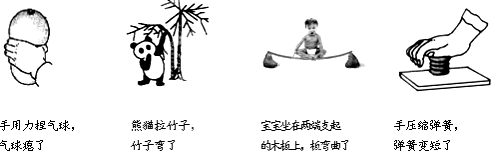 手用力捏气球，
气球瘪了
熊猫拉竹子，
竹子弯了
宝宝坐在两端支起
的木板上。板弯曲了
手压缩弹簧，
弹簧变短了